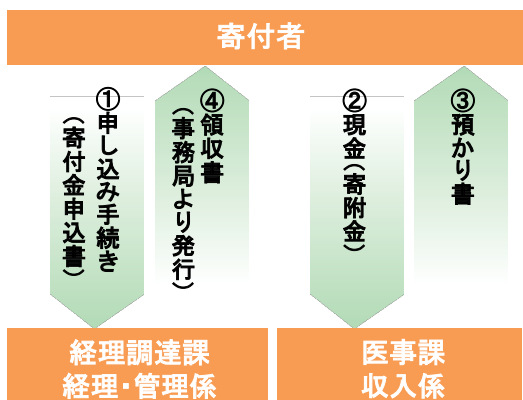 寄付者
①申し込み手続き
（寄付金申込書）
④領収書
（事務局より発行）
②現金（寄附金）
③預かり書
経理調達課
経理・管理係
医事課
収入係